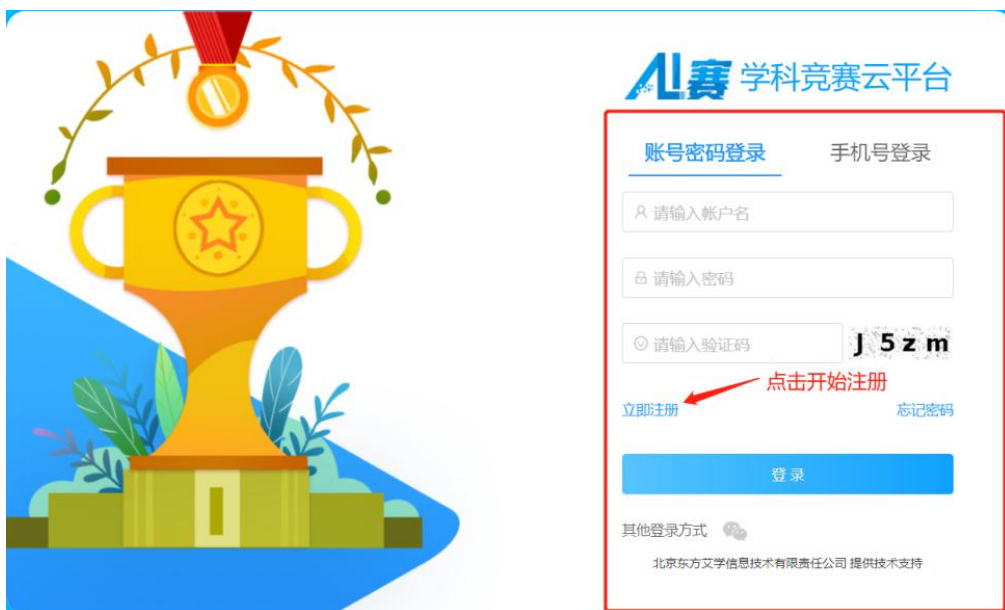 AI赛 学科竞赛云平台
账号密码登录 手机号登录
请输入帐户名
请输入密码
请输入验证码 J 5 z m
点击开始注册
立即注册 忘记密码
登 录
其他登录方式
北京东方艾学信息技术有限责任公司 提供技术支持